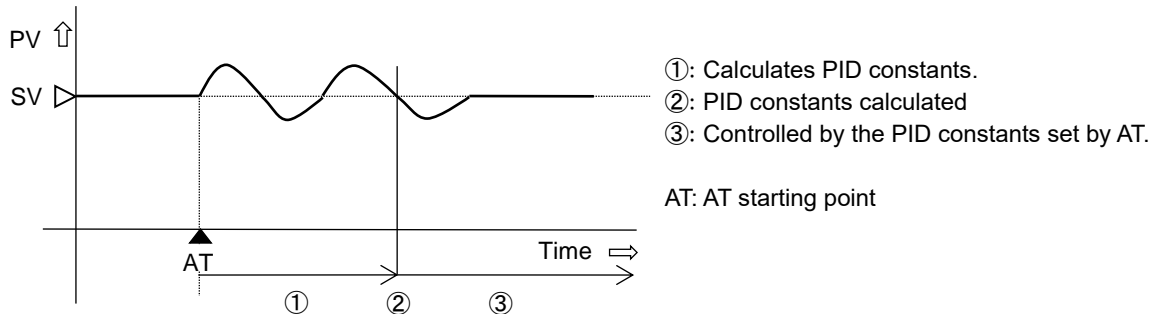 PV
SV
①: Calculates PID constants.
②: PID constants calculated
③: Controlled by the PID constants set by AT.
AT: AT starting point
Time
AT
① ② ③